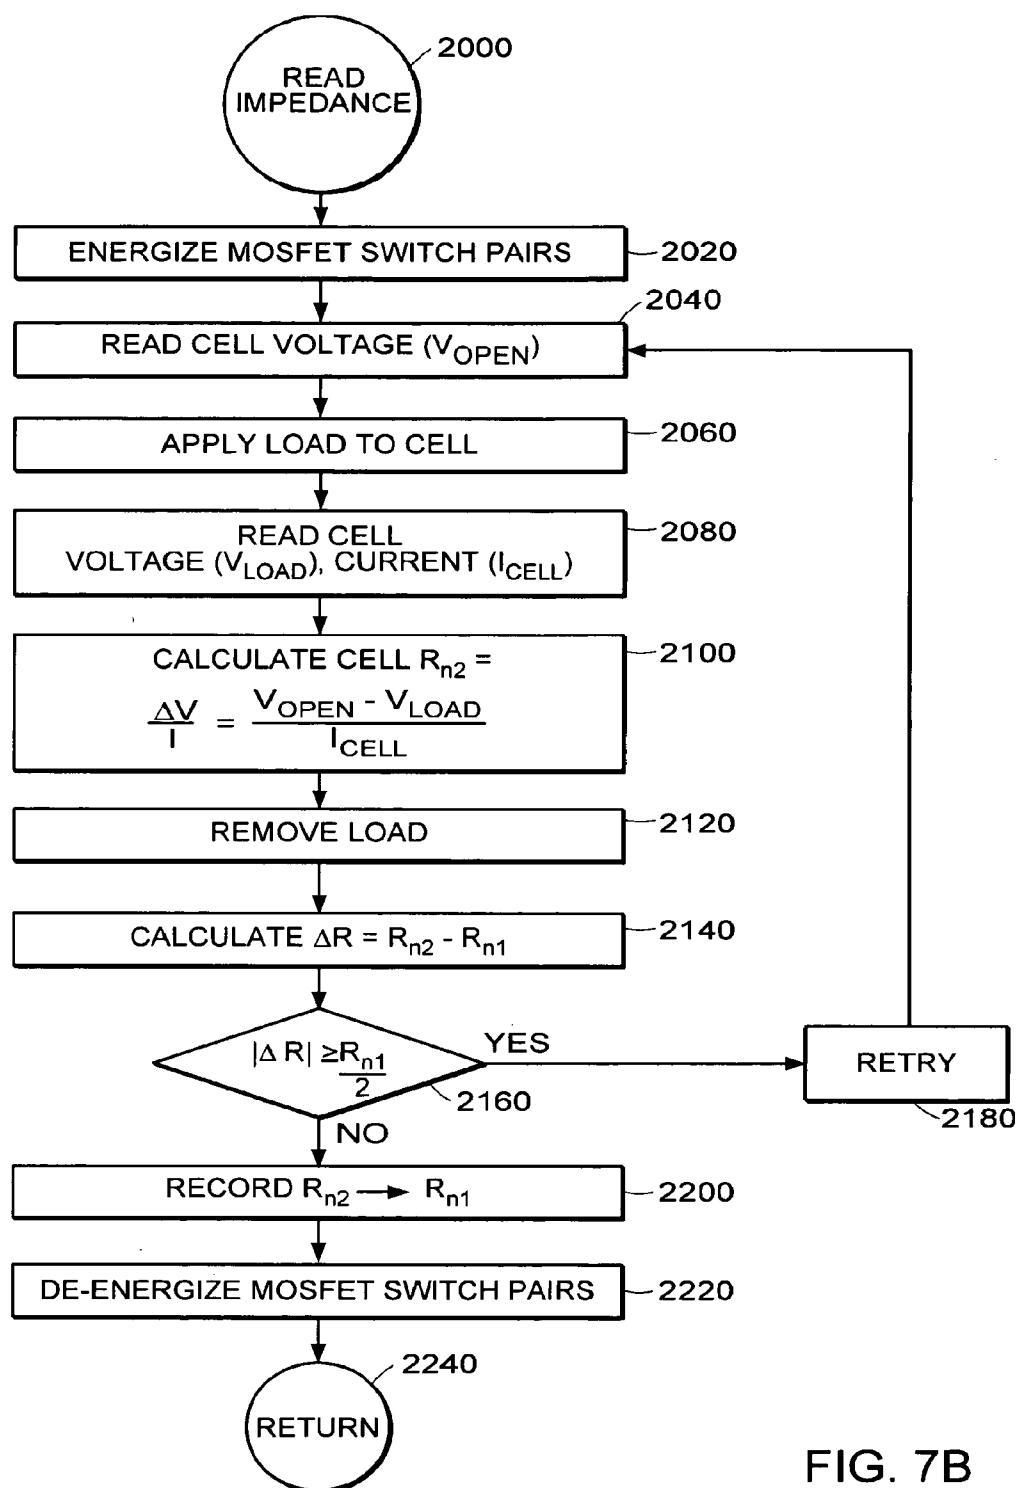 2000
READ
IMPEDANCE
ENERGIZE MOSFET SWITCH PAIRS
2020
2040
READ CELL VOLTAGE (VOPEN)
APPLY LOAD TO CELL
2060
READ CELL
VOLTAGE (VLOAD), CURRENT (ICELL)
2080
CALCULATE CELL Rn2 =
ΔV / I = VOPEN - VLOAD / ICELL
2100
REMOVE LOAD
2120
CALCULATE ΔR = Rn2 - Rn1
2140
|Δ R| ≥ Rn1 / 2
YES
2160
NO
RETRY
2180
RECORD Rn2 → Rn1
2200
DE-ENERGIZE MOSFET SWITCH PAIRS
2220
2240
RETURN
FIG. 7B